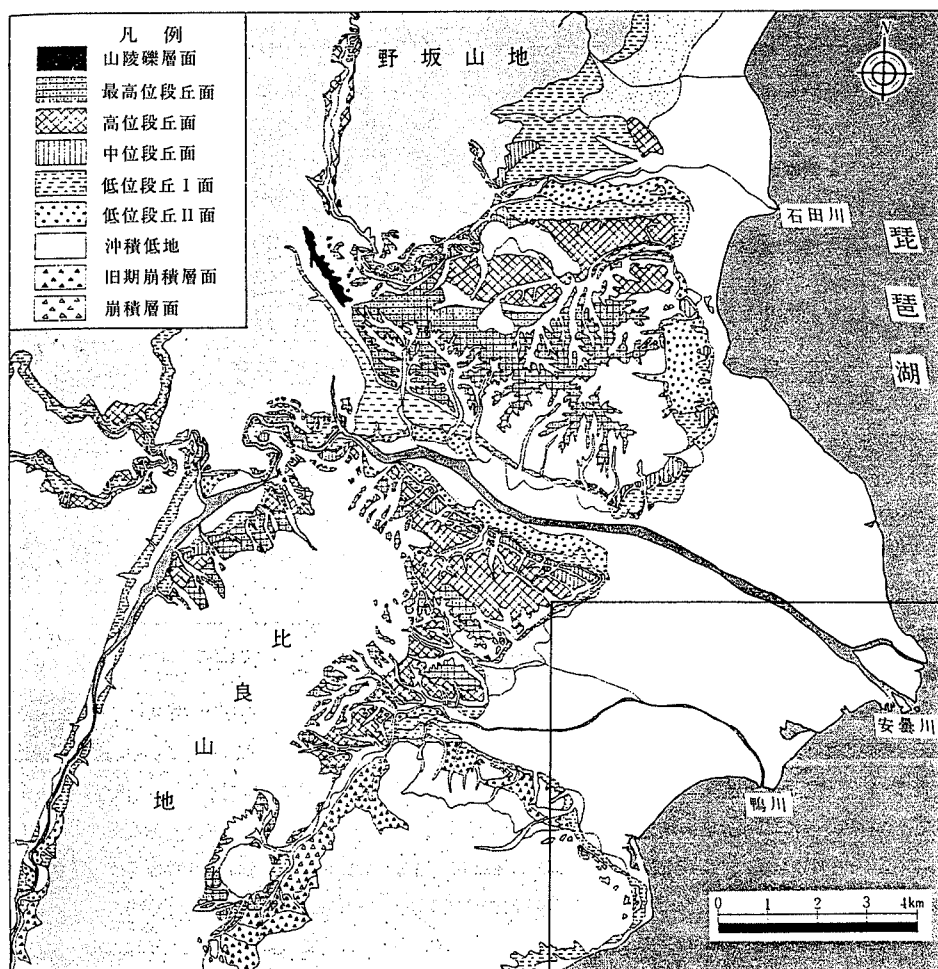 凡例
山陵礫層面
最高位段丘面
高位段丘面
中位段丘面
低位段丘I面
低位段丘II面
沖積低地
旧期崩積層面
崩積層面
野坂山地
N
石田川
琵琶湖
比良山地
安曇川
鴨川
0 1 2 3 4km